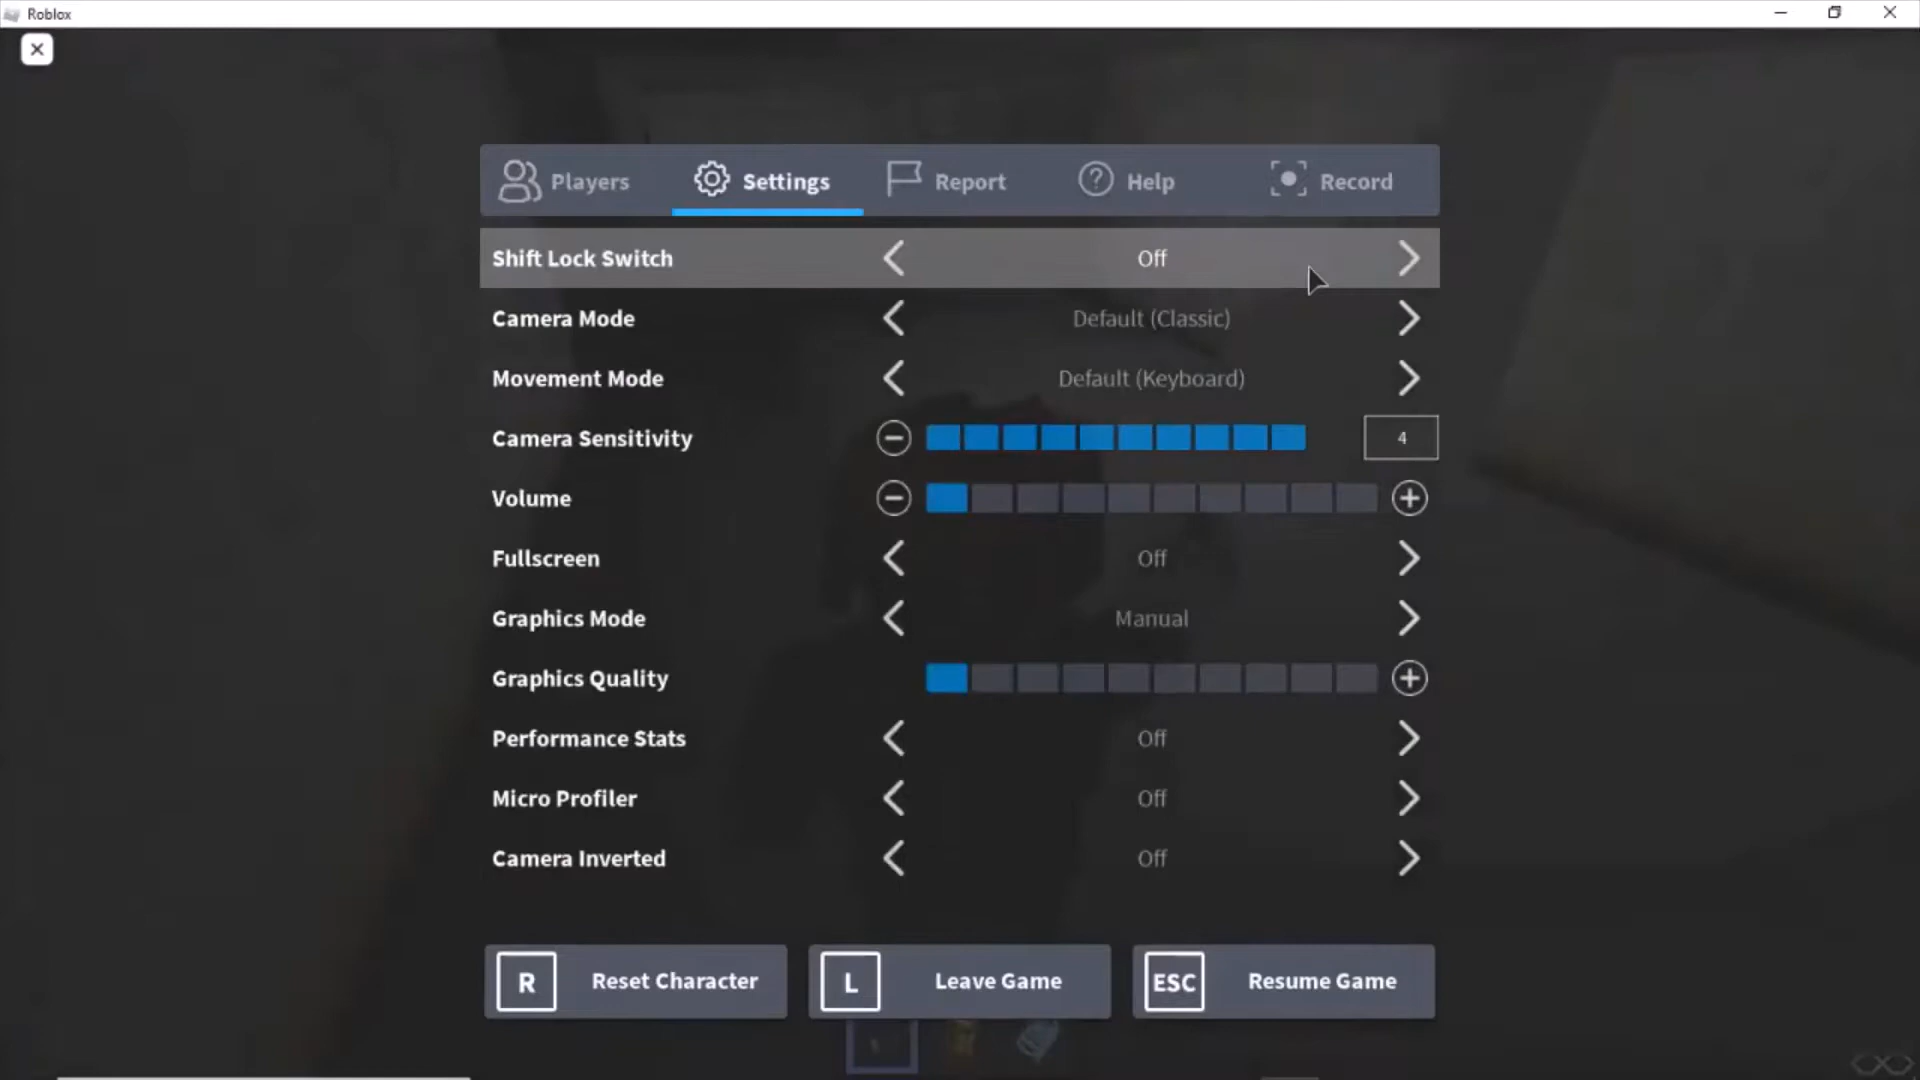 Roblox
Players Settings Report Help Record
Shift Lock Switch Off
Camera Mode Default (Classic)
Movement Mode Default (Keyboard)
Camera Sensitivity 4
Volume
Fullscreen Off
Graphics Mode Manual
Graphics Quality
Performance Stats Off
Micro Profiler Off
Camera Inverted Off
R Reset Character L Leave Game ESC Resume Game